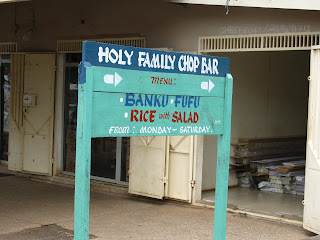 HOLY FAMILY CHOP BAR
MENU:
· BANKU · FUFU
· RICE with SALAD
FROM: MONDAY - SATURDAY.